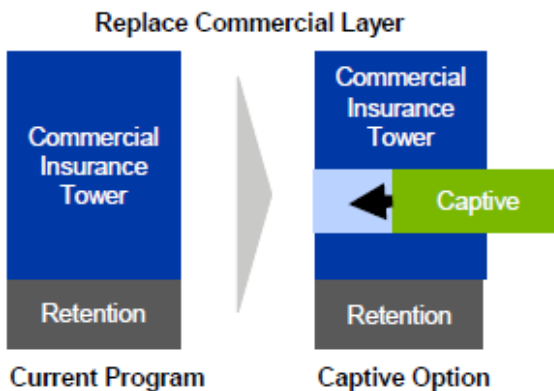 Replace Commercial Layer
Commercial
Insurance
Tower
Retention
Current Program
Commercial
Insurance
Tower
Captive
Retention
Captive Option